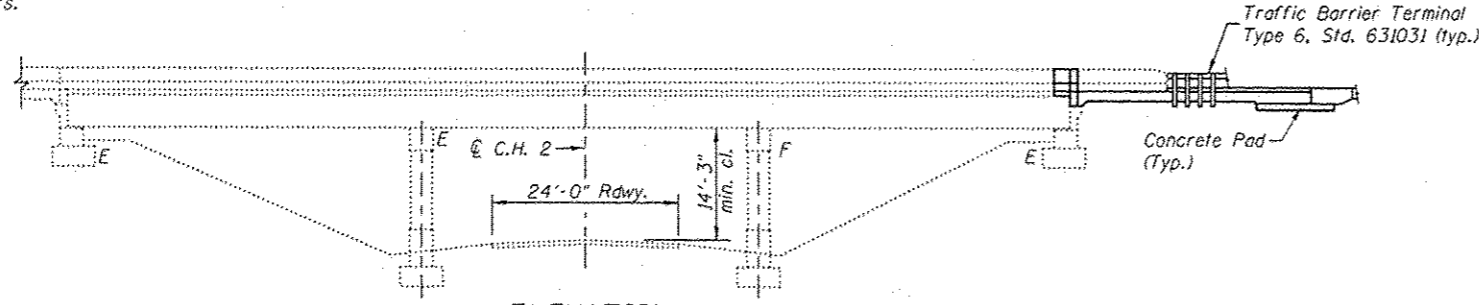 Traffic Barrier Terminal
Type 6, Std. 631031 (typ.)
E
E
℄ C.H. 2
F
E
14'-3"
min. cl.
24'-0" Rdwy.
Concrete Pad
(Typ.)